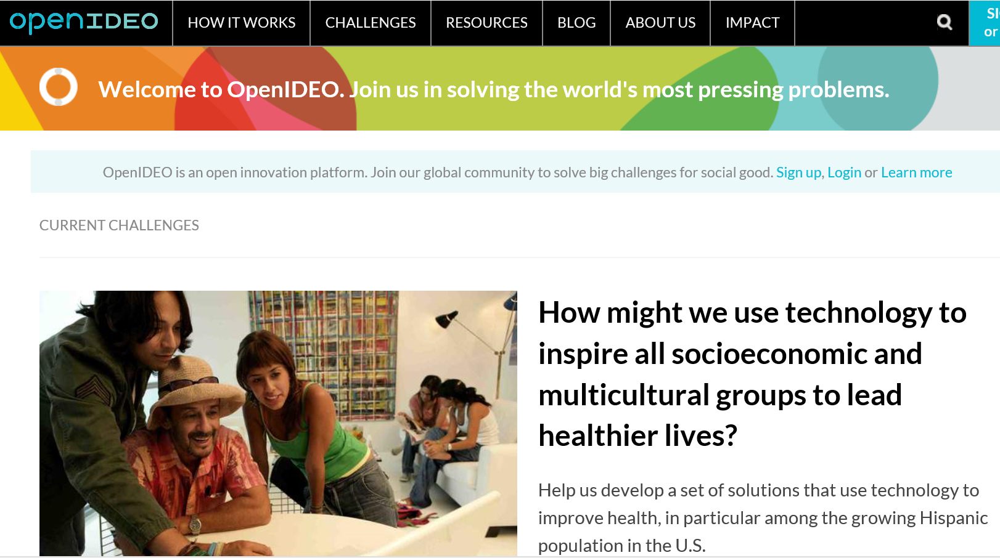 openIDEO
HOW IT WORKS
CHALLENGES
RESOURCES
BLOG
ABOUT US
IMPACT
or
Welcome to OpenIDEO. Join us in solving the world's most pressing problems.
OpenIDEO is an open innovation platform. Join our global community to solve big challenges for social good. Sign up, Login or Learn more
CURRENT CHALLENGES
How might we use technology to
inspire all socioeconomic and
multicultural groups to lead
healthier lives?
Help us develop a set of solutions that use technology to
improve health, in particular among the growing Hispanic
population in the U.S.